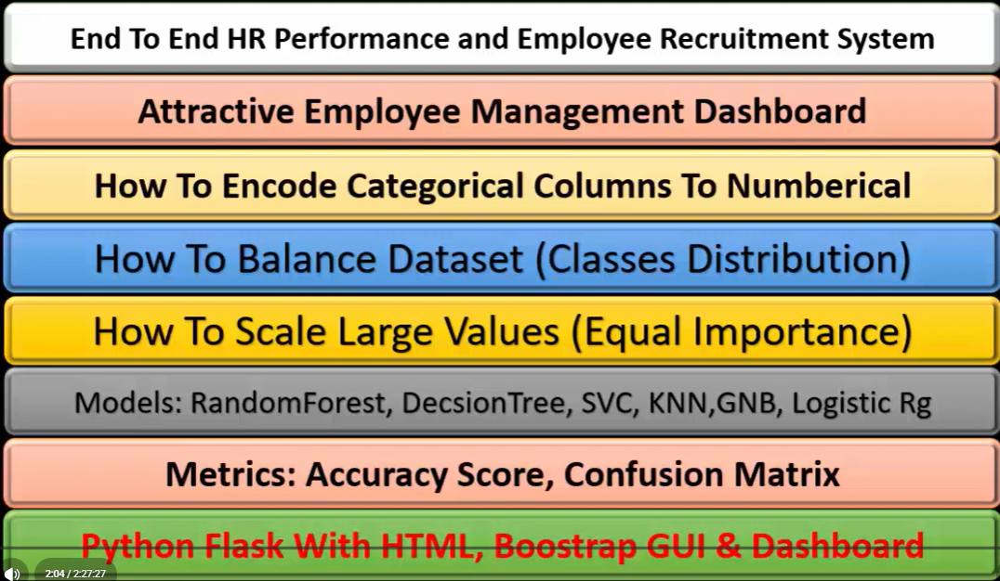 End To End HR Performance and Employee Recruitment System
Attractive Employee Management Dashboard
How To Encode Categorical Columns To Numberical
How To Balance Dataset (Classes Distribution)
How To Scale Large Values (Equal Importance)
Models: RandomForest, DecsionTree, SVC, KNN,GNB, Logistic Rg
Metrics: Accuracy Score, Confusion Matrix
Python Flask With HTML, Boostrap GUI & Dashboard
2:04 / 2:27:27